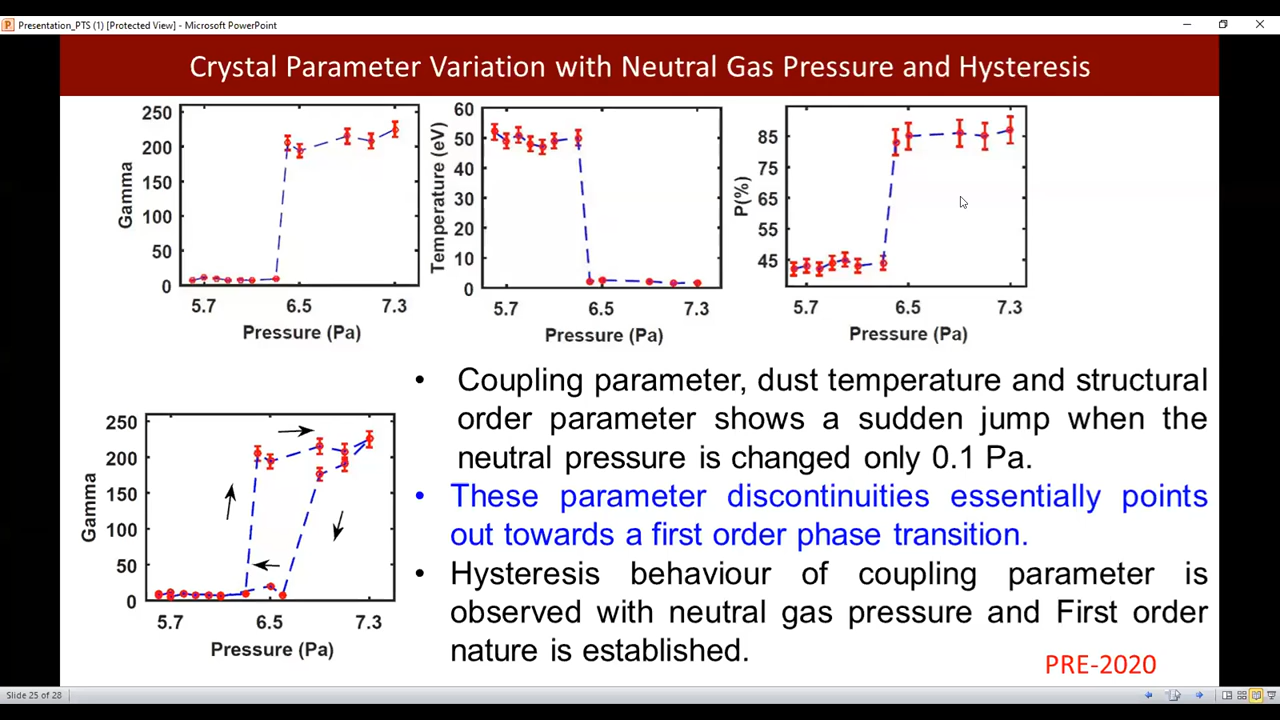 Presentation_PTS (1) [Protected View] - Microsoft PowerPoint
Crystal Parameter Variation with Neutral Gas Pressure and Hysteresis
250
200
150
100
50
0
Gamma
5.7 6.5 7.3
Pressure (Pa)
60
50
40
30
20
10
0
Temperature (eV)
5.7 6.5 7.3
Pressure (Pa)
85
75
65
55
45
P(%)
5.7 6.5 7.3
Pressure (Pa)
• Coupling parameter, dust temperature and structural
order parameter shows a sudden jump when the
neutral pressure is changed only 0.1 Pa.
• These parameter discontinuities essentially points
out towards a first order phase transition.
• Hysteresis behaviour of coupling parameter is
observed with neutral gas pressure and First order
nature is established.
250
200
150
100
50
0
Gamma
5.7 6.5 7.3
Pressure (Pa)
PRE-2020
Slide 25 of 28